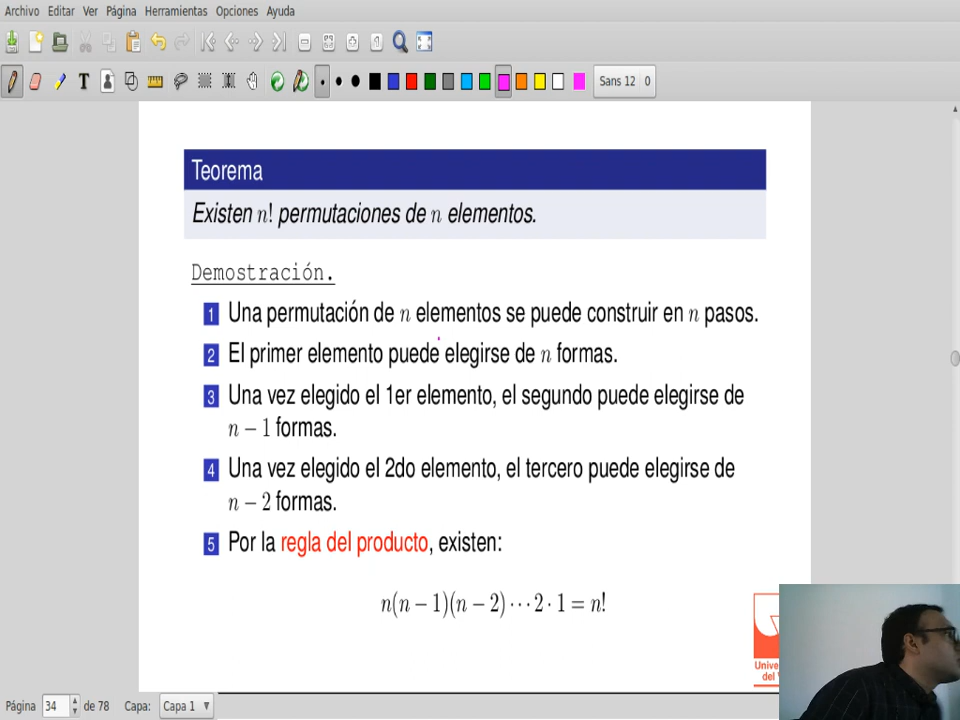 Archivo Editar Ver Página Herramientas Opciones Ayuda
T Sans 12 0
Teorema
Existen n! permutaciones de n elementos.
Demostración.
1 Una permutación de n elementos se puede construir en n pasos.
2 El primer elemento puede elegirse de n formas.
3 Una vez elegido el 1er elemento, el segundo puede elegirse de
n − 1 formas.
4 Una vez elegido el 2do elemento, el tercero puede elegirse de
n − 2 formas.
5 Por la regla del producto, existen:
n(n − 1)(n − 2) ··· 2 · 1 = n!
del
Página 34 de 78 Capa: Capa 1